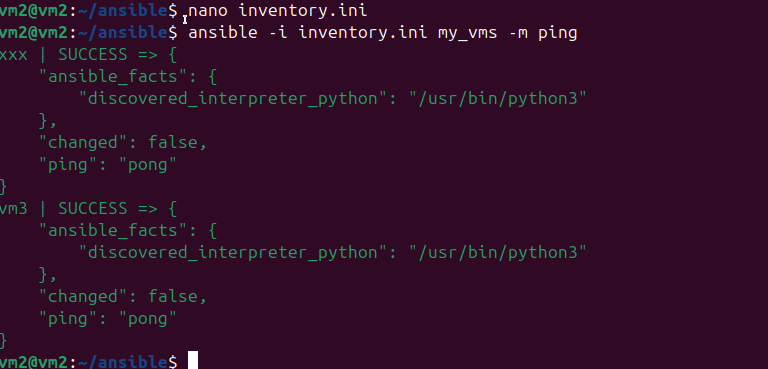 vm2@vm2:~/ansible$ nano inventory.ini
vm2@vm2:~/ansible$ ansible -i inventory.ini my_vms -m ping
xxx | SUCCESS => {
    "ansible_facts": {
        "discovered_interpreter_python": "/usr/bin/python3"
    },
    "changed": false,
    "ping": "pong"
}
vm3 | SUCCESS => {
    "ansible_facts": {
        "discovered_interpreter_python": "/usr/bin/python3"
    },
    "changed": false,
    "ping": "pong"
}
vm2@vm2:~/ansible$